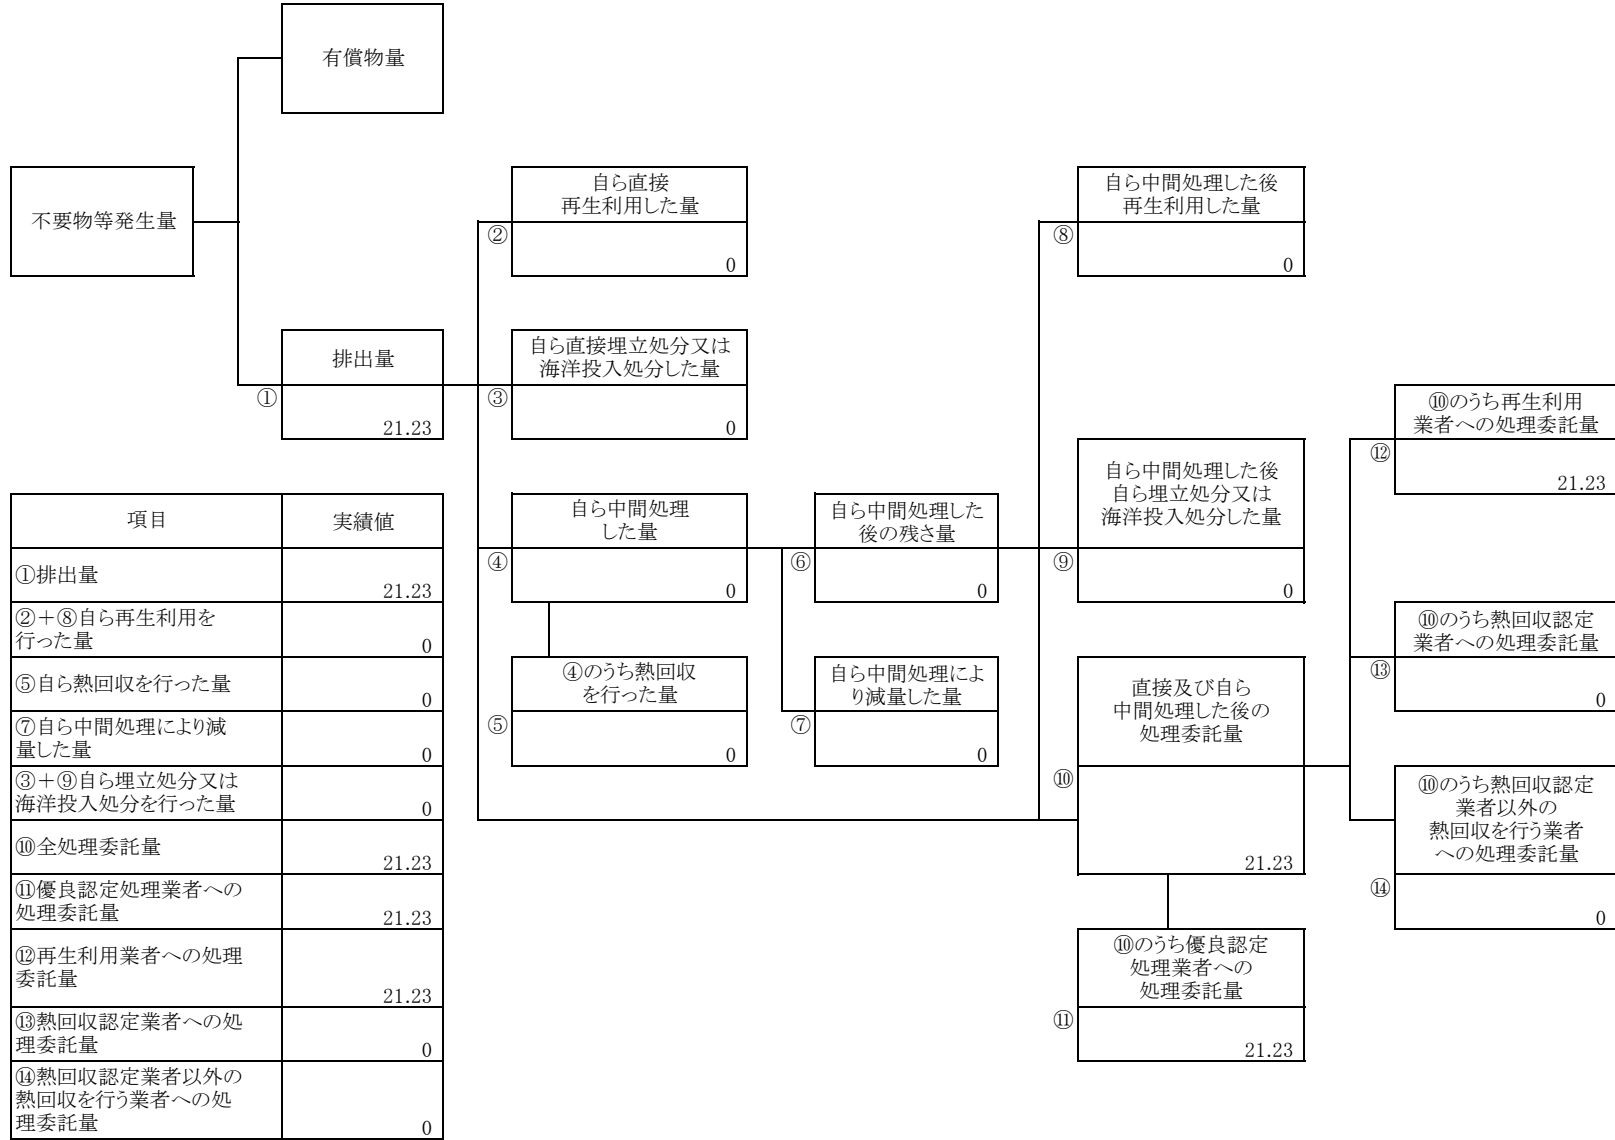 有償物量
不要物等発生量
排出量
①
21.23
自ら直接
再生利用した量
②
0
自ら直接埋立処分又は
海洋投入処分した量
③
0
自ら中間処理
した量
④
0
④のうち熱回収
を行った量
⑤
0
自ら中間処理した
後の残さ量
⑥
0
自ら中間処理によ
り減量した量
⑦
0
自ら中間処理した後
再生利用した量
⑧
0
自ら中間処理した後
自ら埋立処分又は
海洋投入処分した量
⑨
0
直接及び自ら
中間処理した後の
処理委託量
⑩
21.23
⑩のうち優良認定
処理業者への
処理委託量
⑪
21.23
⑩のうち再生利用
業者への処理委託量
⑫
21.23
⑩のうち熱回収認定
業者への処理委託量
⑬
0
⑩のうち熱回収認定
業者以外の
熱回収を行う業者
への処理委託量
⑭
0
項目 実績値
①排出量
21.23
②+⑧自ら再生利用を
行った量
0
⑤自ら熱回収を行った量
0
⑦自ら中間処理により減
量した量
0
③+⑨自ら埋立処分又は
海洋投入処分を行った量
0
⑩全処理委託量
21.23
⑪優良認定処理業者への
処理委託量
21.23
⑫再生利用業者への処理
委託量
21.23
⑬熱回収認定業者への処
理委託量
0
⑭熱回収認定業者以外の
熱回収を行う業者への処
理委託量
0